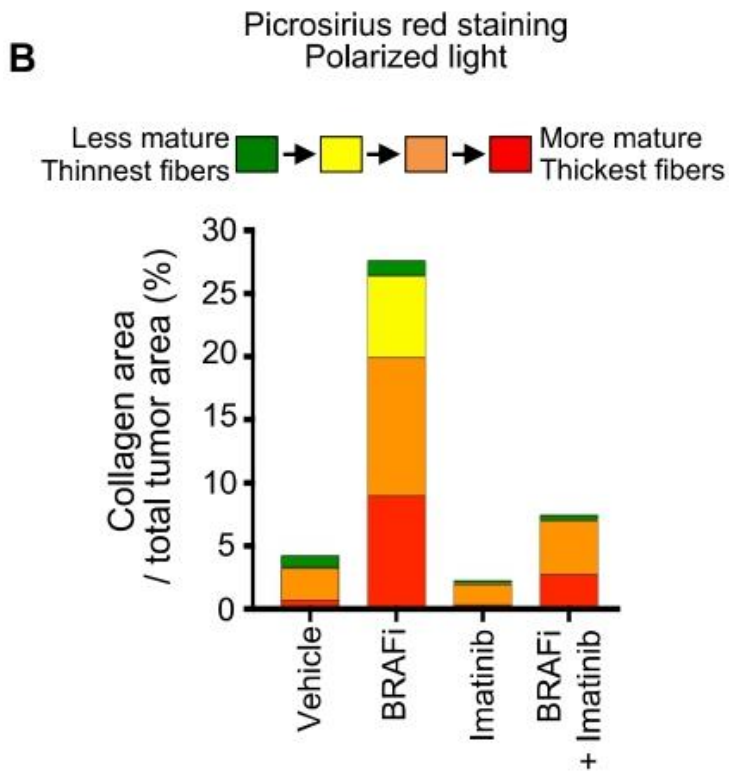 B
Picrosirius red staining
Polarized light
Less mature
Thinnest fibers
More mature
Thickest fibers
Collagen area
/ total tumor area (%)
30
25
20
15
10
5
0
Vehicle
BRAFi
Imatinib
BRAFi
+ Imatinib